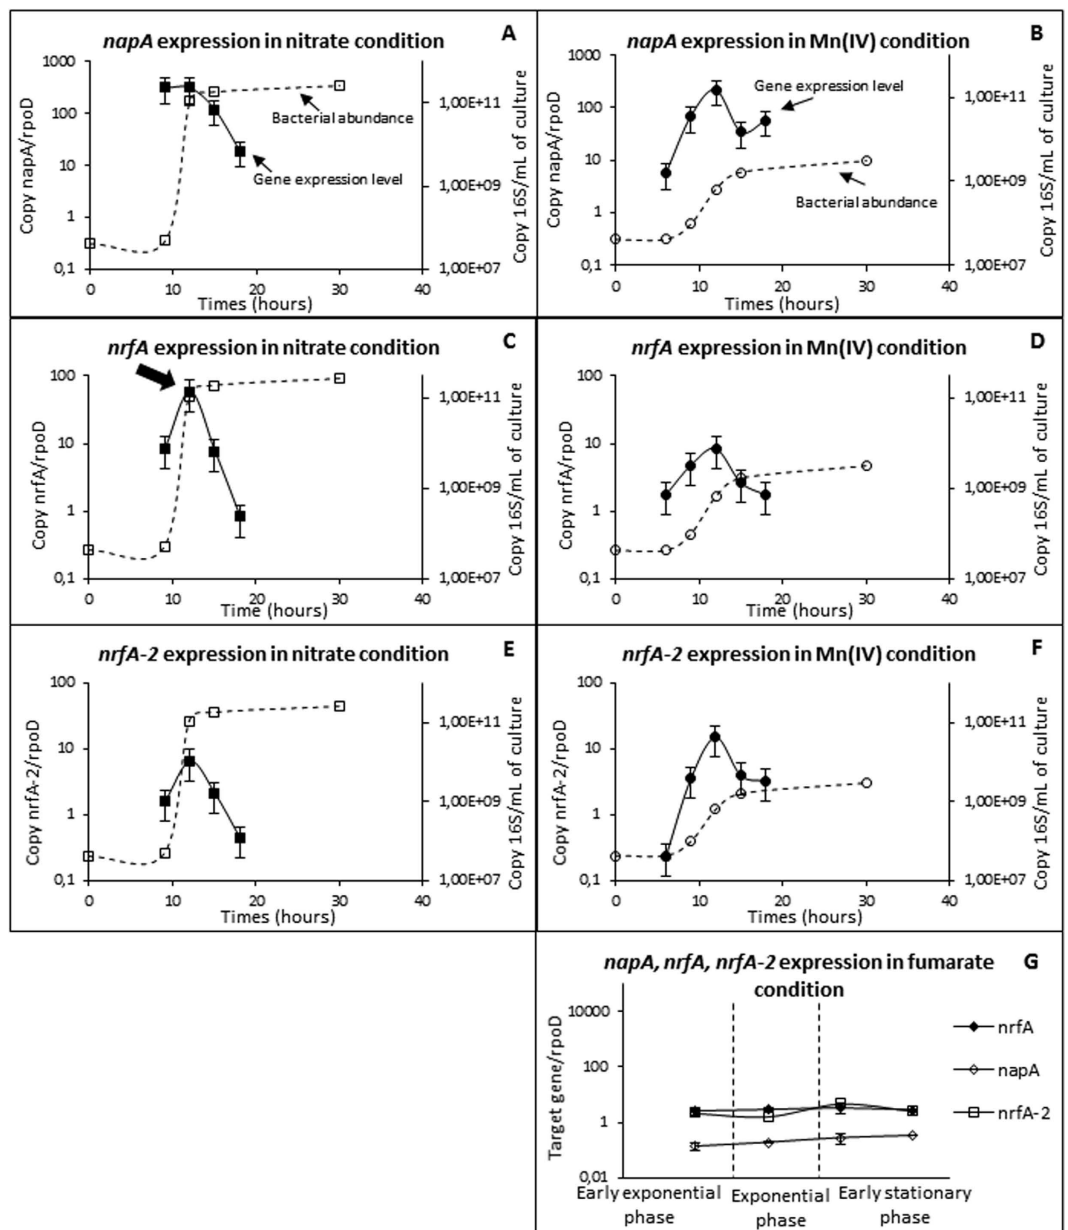 napA expression in nitrate condition A
1000
100
10
1
0,1
Copy napA/rpoD
Bacterial abundance
Gene expression level
1,00E+11
1,00E+09
1,00E+07
Copy 16S/mL of culture
0 10 20 30 40
Times (hours)
napA expression in Mn(IV) condition B
1000
100
10
1
0,1
Copy napA/rpoD
Gene expression level
Bacterial abundance
1,00E+11
1,00E+09
1,00E+07
Copy 16S/mL of culture
0 10 20 30 40
Times (hours)
nrfA expression in nitrate condition C
100
10
1
0,1
Copy nrfA/rpoD
1,00E+11
1,00E+09
1,00E+07
Copy 16S/mL of culture
0 10 20 30 40
Time (hours)
nrfA expression in Mn(IV) condition D
100
10
1
0,1
Copy nrfA/rpoD
1,00E+11
1,00E+09
1,00E+07
Copy 16S/mL of culture
0 10 20 30 40
Time (hours)
nrfA-2 expression in nitrate condition E
100
10
1
0,1
Copy nrfA-2/rpoD
1,00E+11
1,00E+09
1,00E+07
Copy 16S/mL of culture
0 10 20 30 40
Times (hours)
nrfA-2 expression in Mn(IV) condition F
100
10
1
0,1
Copy nrfA-2/rpoD
1,00E+11
1,00E+09
1,00E+07
Copy 16S/mL of culture
0 10 20 30 40
Times (hours)
napA, nrfA, nrfA-2 expression in fumarate G
condition
10000
100
1
0,01
Target gene/rpoD
nrfA
napA
nrfA-2
Early exponential
phase
Exponential
phase
Early stationary
phase